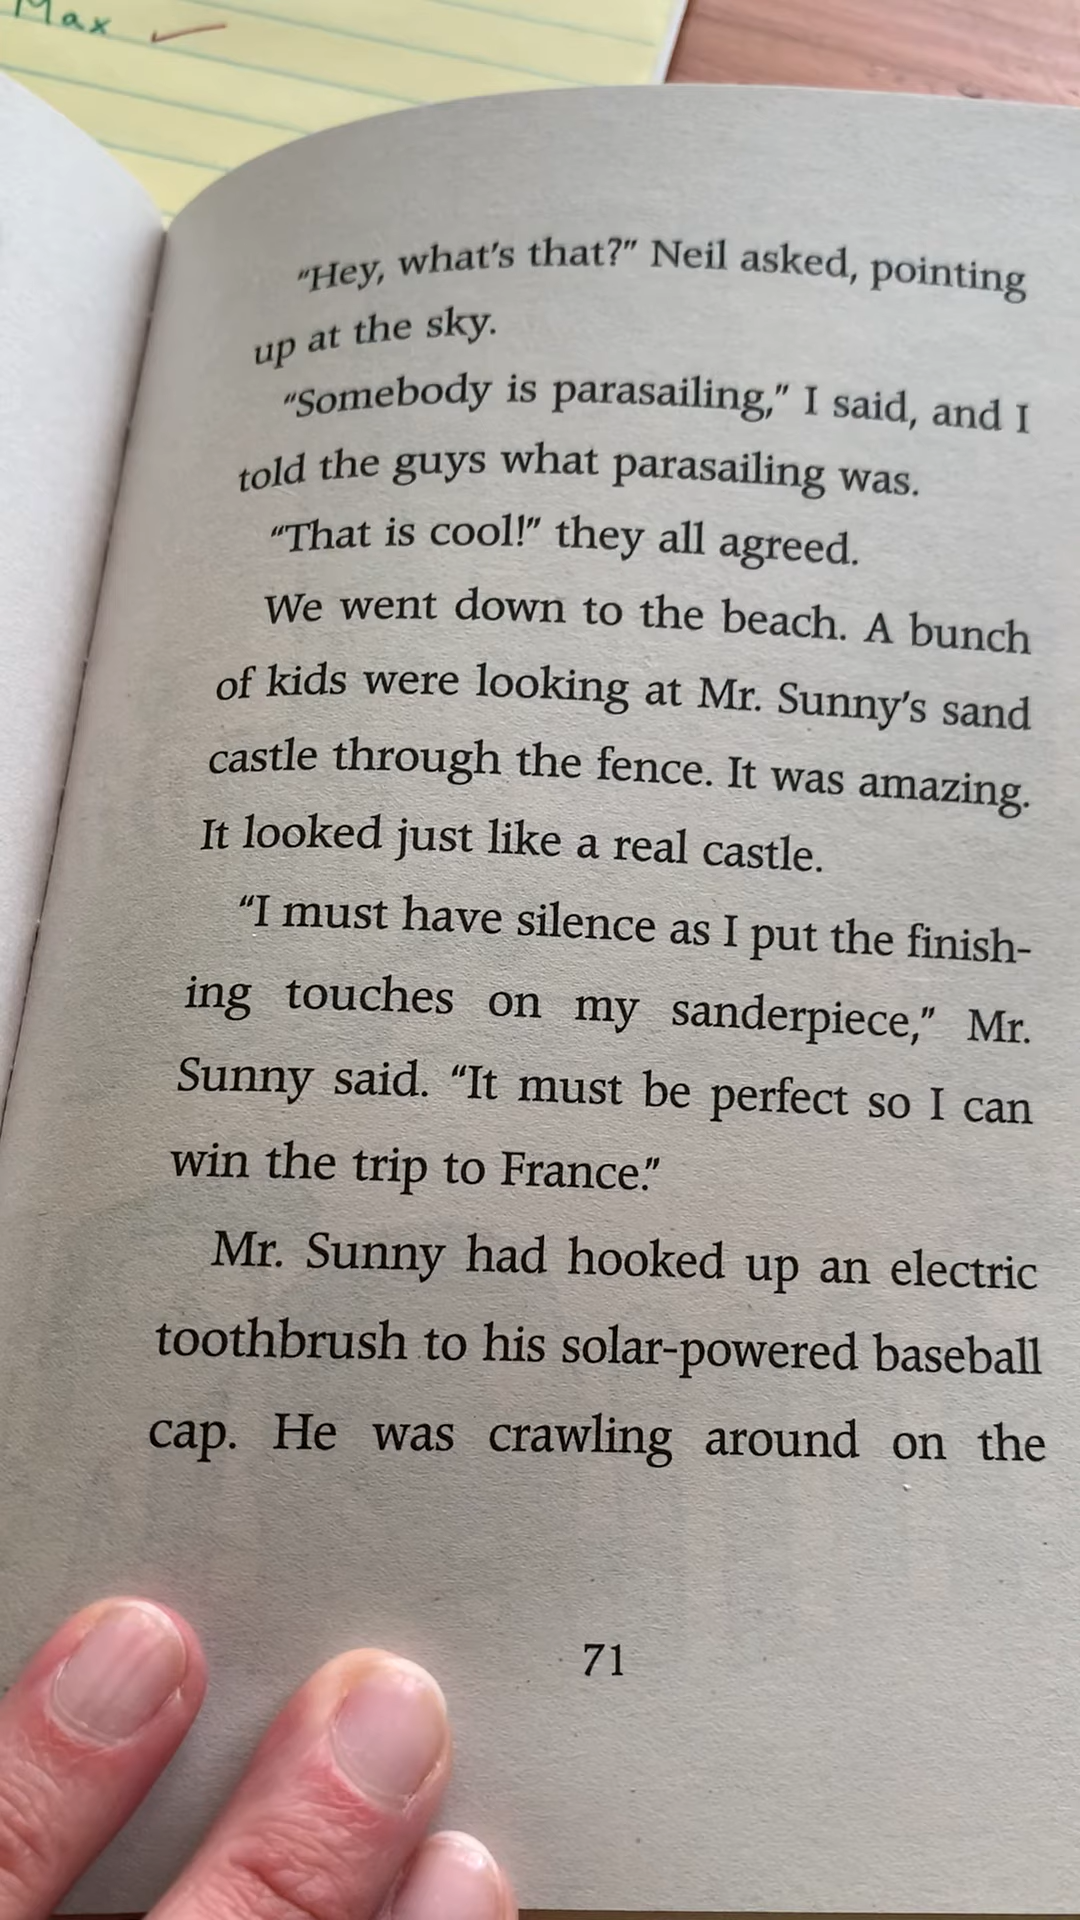 Max
"Hey, what's that?" Neil asked, pointing
up at the sky.
"Somebody is parasailing," I said, and I
told the guys what parasailing was.
"That is cool!" they all agreed.
We went down to the beach. A bunch
of kids were looking at Mr. Sunny's sand
castle through the fence. It was amazing.
It looked just like a real castle.
"I must have silence as I put the finish-
ing touches on my sanderpiece," Mr.
Sunny said. "It must be perfect so I can
win the trip to France."
Mr. Sunny had hooked up an electric
toothbrush to his solar-powered baseball
cap. He was crawling around on the
71